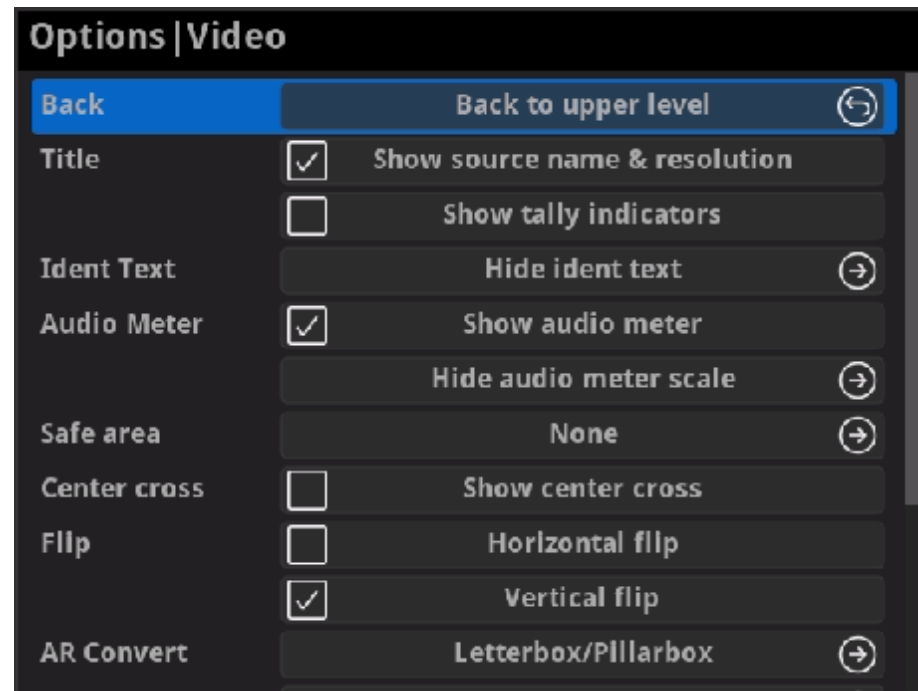 Options|Video
Back Back to upper level
Title Show source name & resolution
Show tally indicators
Ident Text Hide ident text
Audio Meter Show audio meter
Hide audio meter scale
Safe area None
Center cross Show center cross
Flip Horizontal flip
Vertical flip
AR Convert Letterbox/Pillarbox